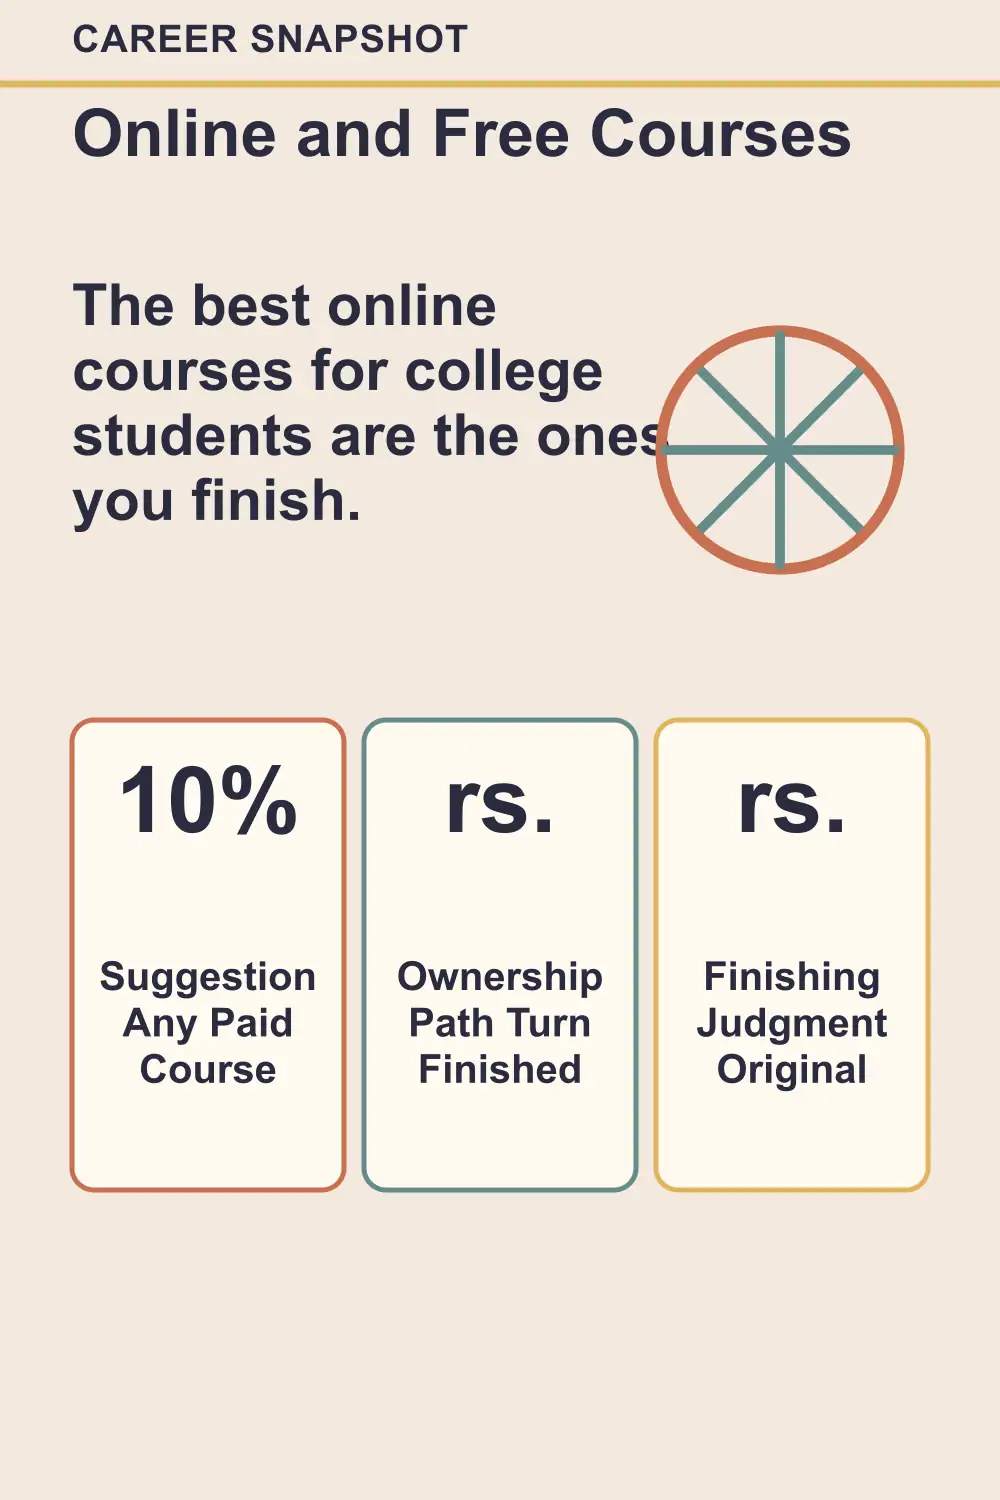 CAREER SNAPSHOT
Online and Free Courses
The best online
courses for college
students are the ones
you finish.
10%
Suggestion
Any Paid
Course
rs.
Ownership
Path Turn
Finished
rs.
Finishing
Judgment
Original